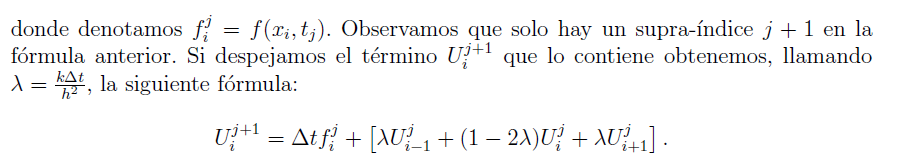 donde denotamos $f_i^j = f(x_i, t_j)$. Observamos que solo hay un supra-índice $j + 1$ en la
fórmula anterior. Si despejamos el término $U_i^{j+1}$ que lo contiene obtenemos, llamando
$\lambda = \frac{k\Delta t}{h^2}$, la siguiente fórmula:
$U_i^{j+1} = \Delta t f_i^j + \left[\lambda U_{i-1}^j + (1 - 2\lambda)U_i^j + \lambda U_{i+1}^j\right].$